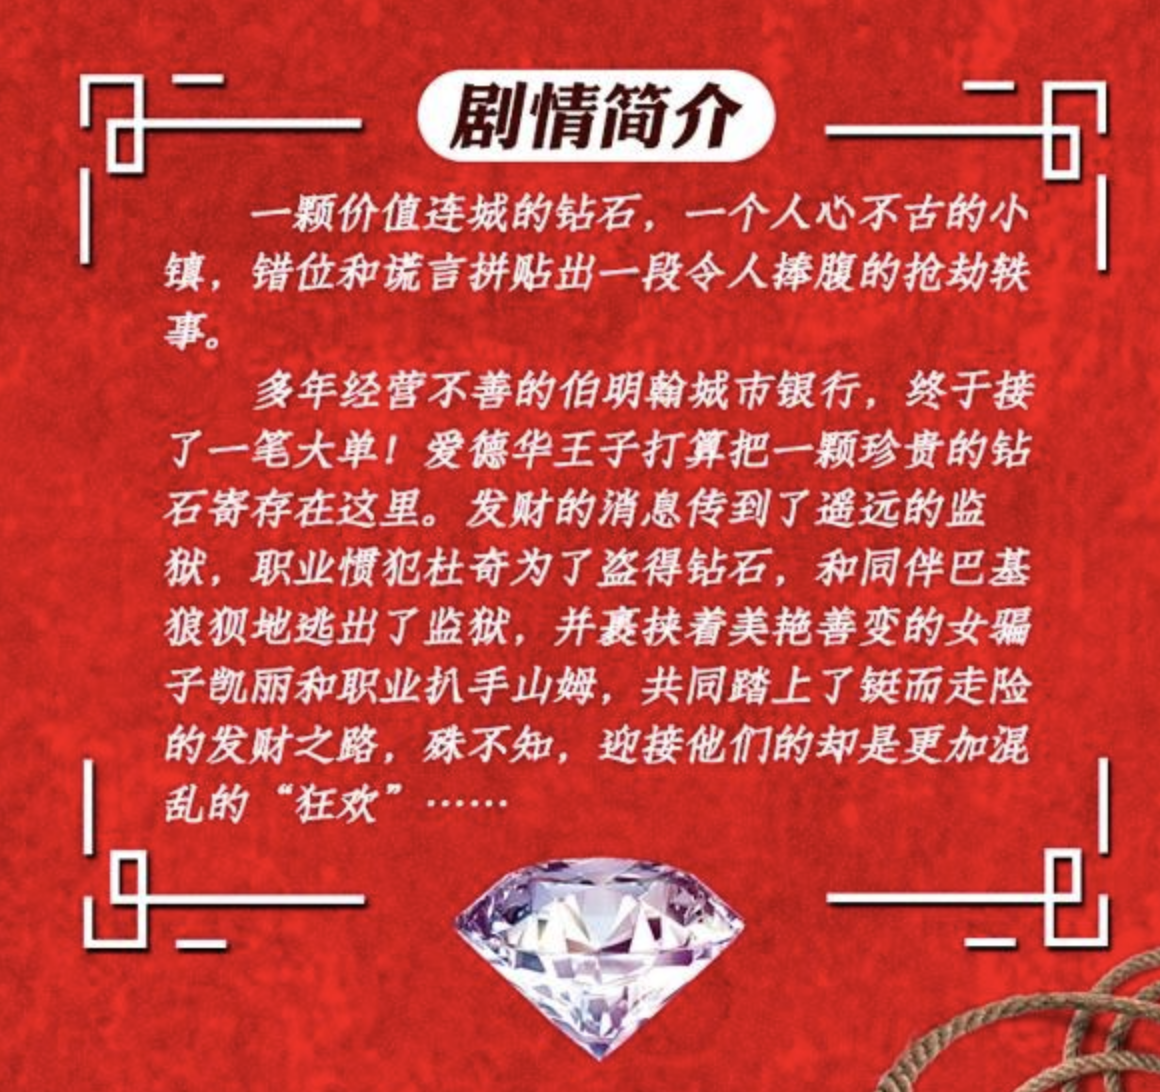 剧情简介
一颗价值连城的钻石，一个人心不古的小
镇，错位和谎言拼贴出一段令人捧腹的抢劫轶
事。
多年经营不善的伯明翰城市银行，终于接
了一笔大单！爱德华王子打算把一颗珍贵的钻
石寄存在这里。发财的消息传到了遥远的监
狱，职业惯犯杜奇为了盗得钻石，和同伴巴基
狼狈地逃出了监狱，并裹挟着美艳善变的女骗
子凯丽和职业扒手山姆，共同踏上了铤而走险
的发财之路，殊不知，迎接他们的却是更加混
乱的“狂欢”……